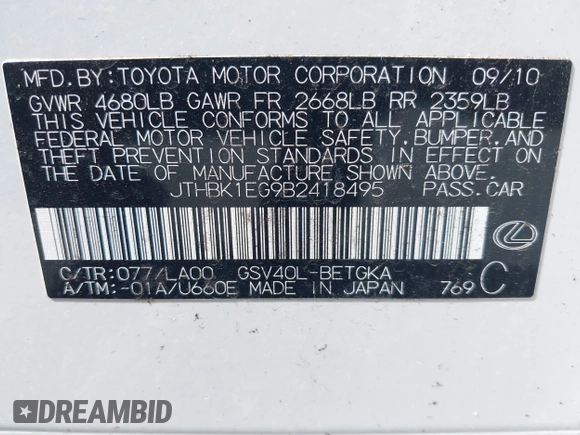 MFD. BY: TOYOTA MOTOR CORPORATION 09/10
GVWR 4680LB GAWR FR 2668LB RR 2359LB
THIS VEHICLE CONFORMS TO ALL APPLICABLE
FEDERAL MOTOR VEHICLE SAFETY, BUMPER, AND
THEFT PREVENTION STANDARDS IN EFFECT ON
THE DATE OF MANUFACTURE SHOWN ABOVE.
JTHBK1EG9B2418495 PASS. CAR
C/TR: 077/LA00 GSV40L-BETGKA C
A/TM: -01A/U660E MADE IN JAPAN 769
DREAMBID